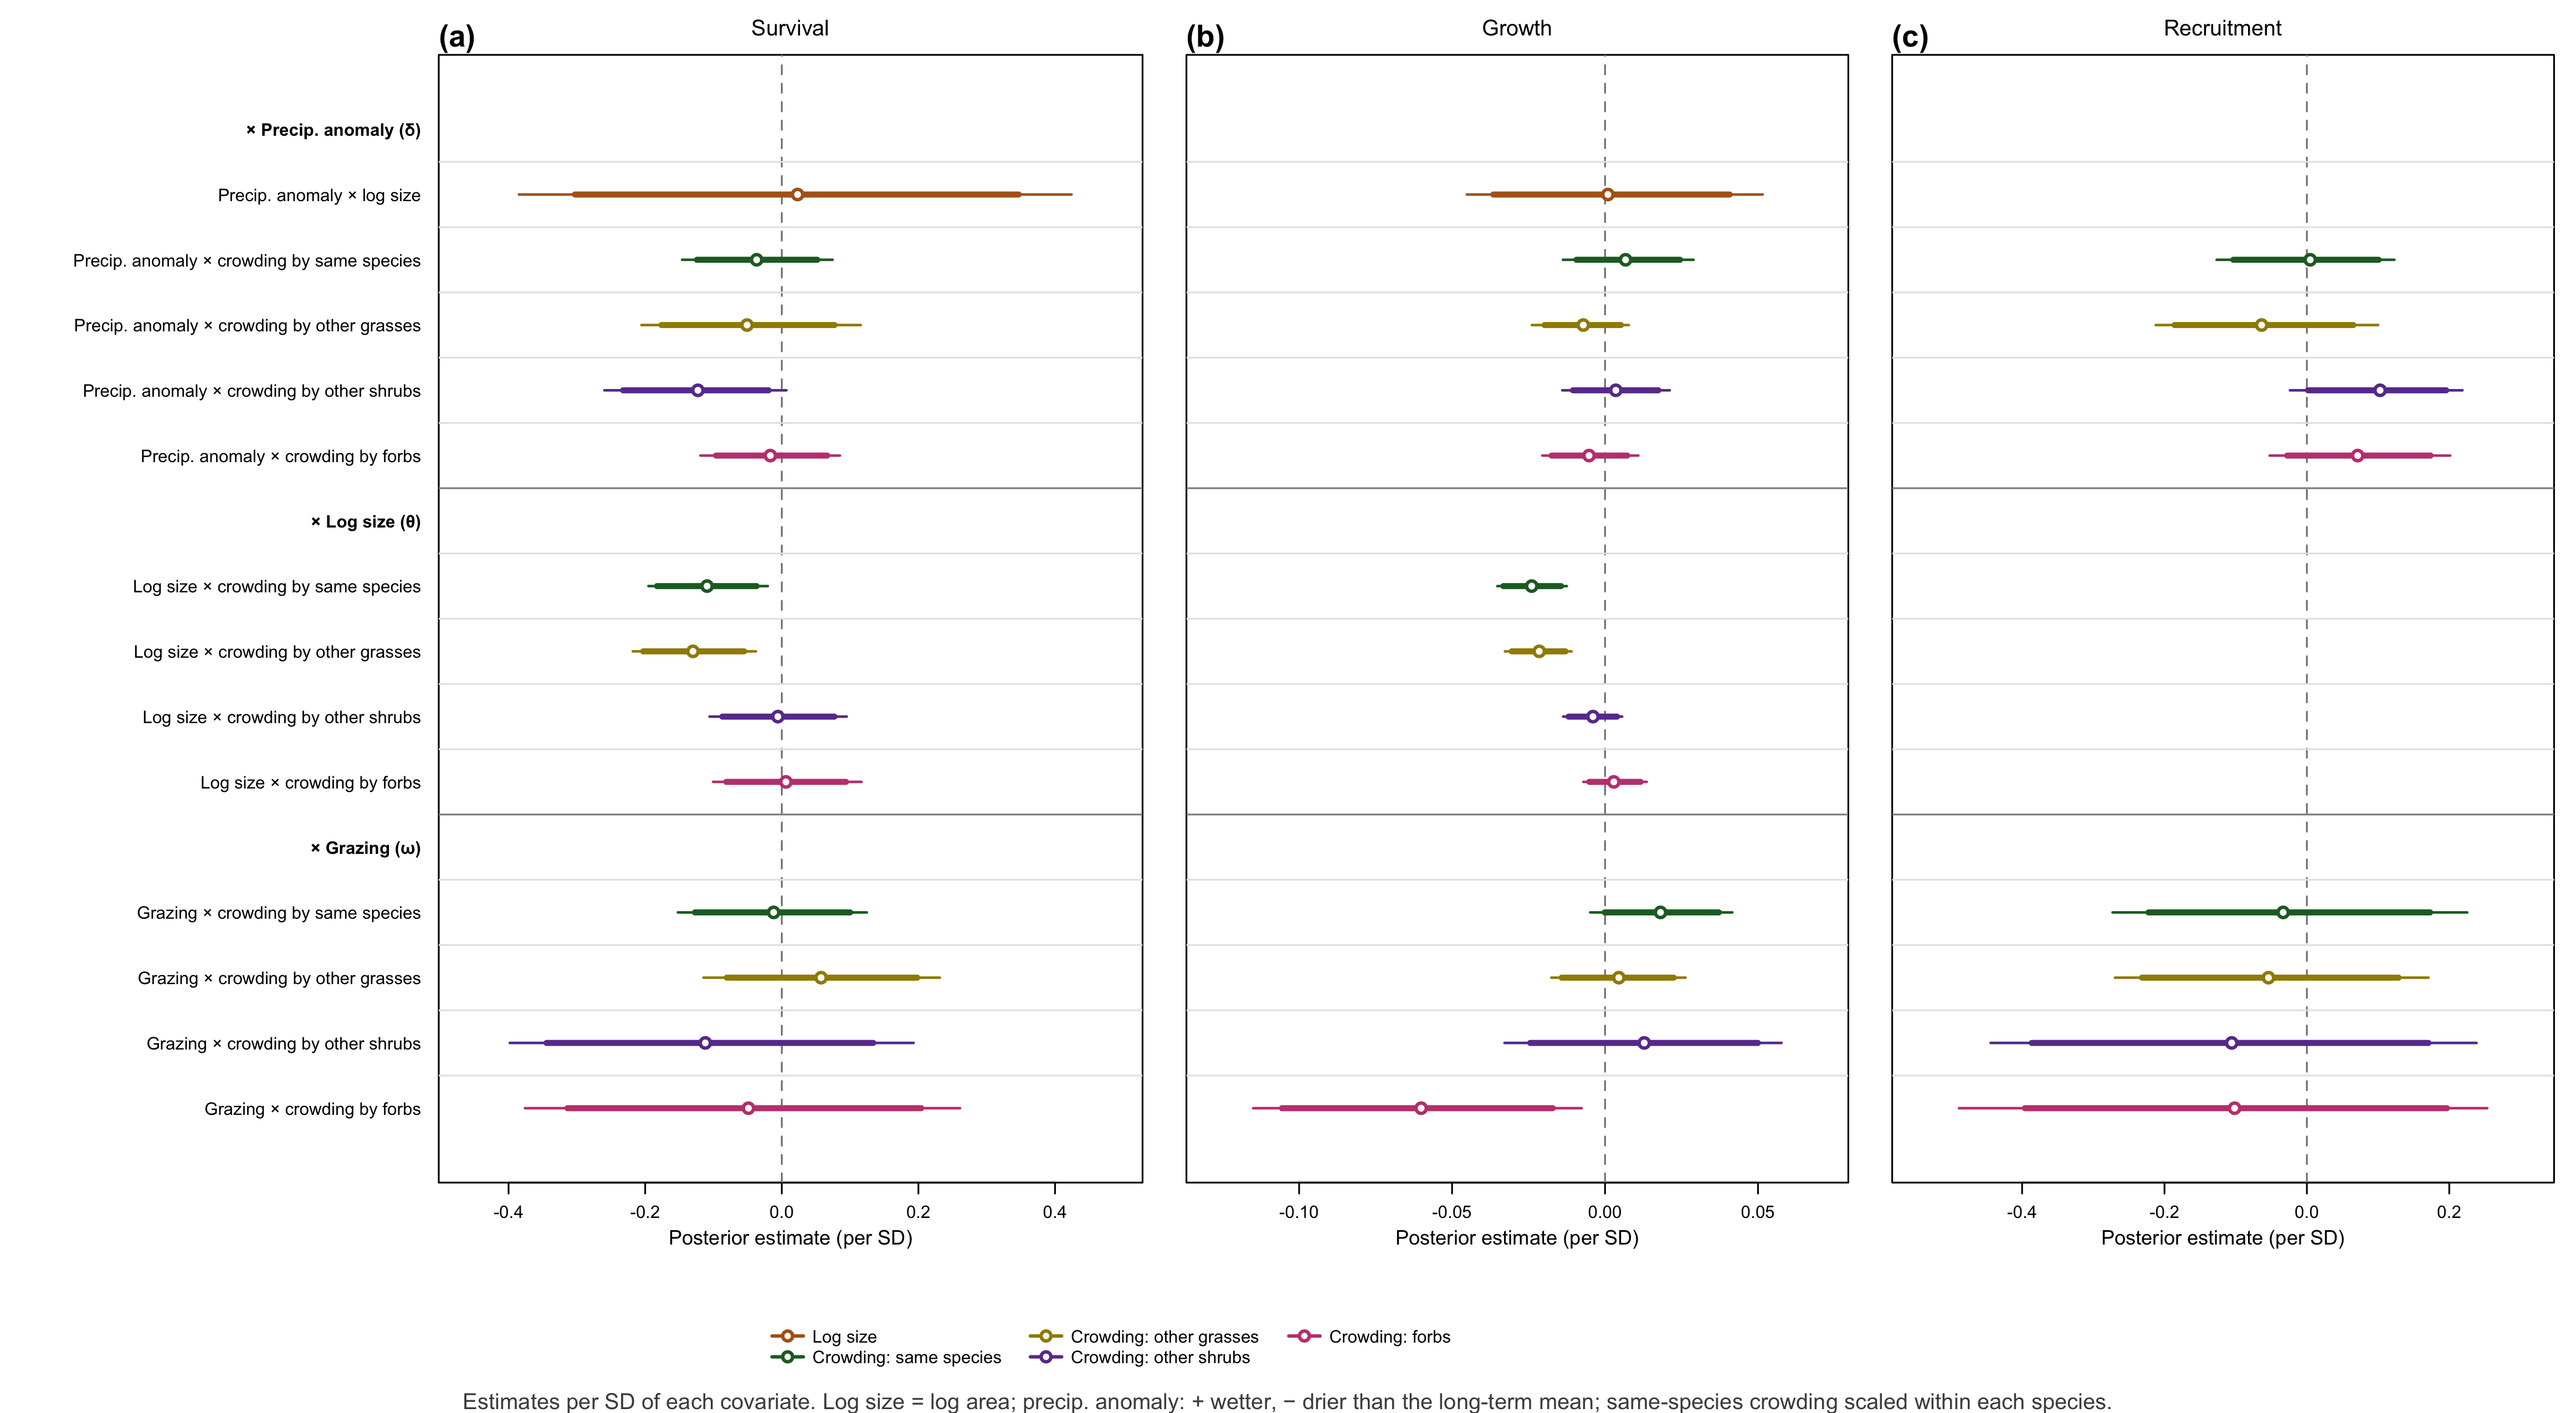 (a) Survival
(b) Growth
(c) Recruitment
× Precip. anomaly (δ)
Precip. anomaly × log size
Precip. anomaly × crowding by same species
Precip. anomaly × crowding by other grasses
Precip. anomaly × crowding by other shrubs
Precip. anomaly × crowding by forbs
× Log size (θ)
Log size × crowding by same species
Log size × crowding by other grasses
Log size × crowding by other shrubs
Log size × crowding by forbs
× Grazing (ω)
Grazing × crowding by same species
Grazing × crowding by other grasses
Grazing × crowding by other shrubs
Grazing × crowding by forbs
-0.4 -0.2 0.0 0.2 0.4
Posterior estimate (per SD)
-0.10 -0.05 0.00 0.05
Posterior estimate (per SD)
-0.4 -0.2 0.0 0.2
Posterior estimate (per SD)
Log size
Crowding: same species
Crowding: other grasses
Crowding: other shrubs
Crowding: forbs
Estimates per SD of each covariate. Log size = log area; precip. anomaly: + wetter, − drier than the long-term mean; same-species crowding scaled within each species.